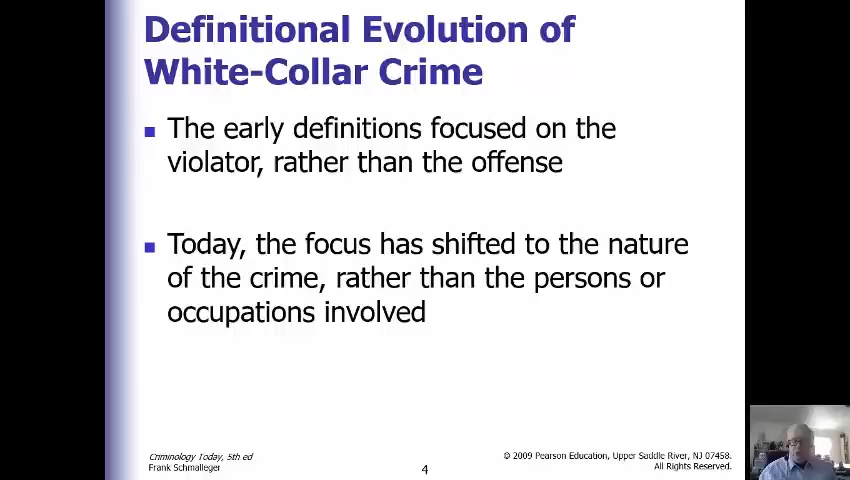 Definitional Evolution of
White-Collar Crime
■ The early definitions focused on the
violator, rather than the offense
■ Today, the focus has shifted to the nature
of the crime, rather than the persons or
occupations involved
Criminology Today, 5th ed
Frank Schmalleger
4
© 2009 Pearson Education, Upper Saddle River, NJ 07458.
All Rights Reserved.